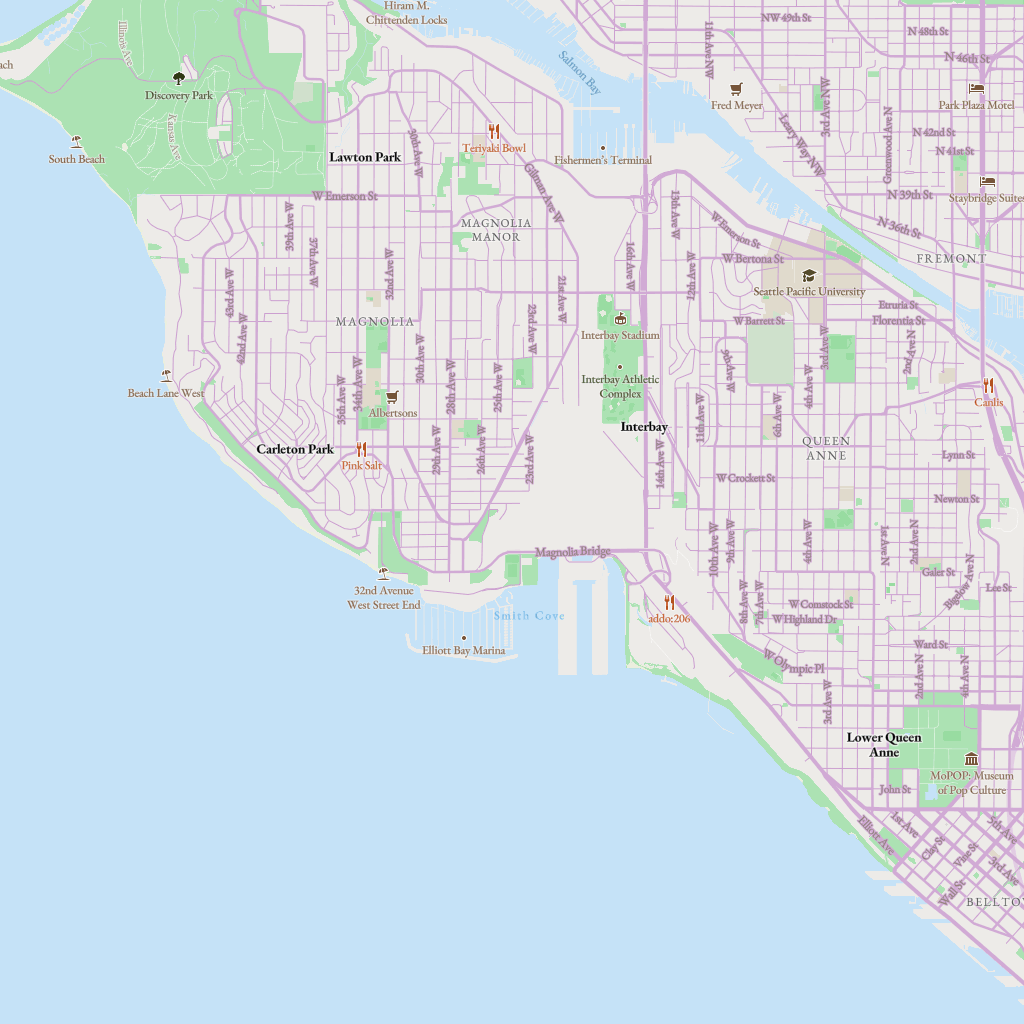 Hiram M.
Chittenden Locks
NW 49th St
N 48th St
11th Ave NW
Illinois Ave
N 46th St
Salmon Bay
Discovery Park
Fred Meyer
3rd Ave NW
Park Plaza Motel
Kansas Ave
Teriyaki Bowl
Leary Way NW
N 42nd St
N 41st St
Greenwood Ave N
South Beach
Lawton Park
30th Ave W
Fishermen's Terminal
Gilman Ave W
Staybridge Suites
W Emerson St
N 39th St
39th Ave W
37th Ave W
MAGNOLIA
MANOR
13th Ave W
W Emerson St
N 36th St
16th Ave W
W Bertona St
FREMONT
43rd Ave W
32nd Ave W
21st Ave W
12th Ave W
Seattle Pacific University
Etruria St
MAGNOLIA
23rd Ave W
Interbay Stadium
W Barrett St
Florentia St
42nd Ave W
30th Ave W
2nd Ave N
3rd Ave W
Beach Lane West
35th Ave W
34th Ave W
Albertsons
28th Ave W
25th Ave W
Interbay Athletic
Complex
9th Ave W
4th Ave W
Canlis
11th Ave W
6th Ave W
Interbay
Carleton Park
Pink Salt
29th Ave W
26th Ave W
23rd Ave W
14th Ave W
QUEEN
ANNE
Lynn St
W Crockett St
Newton St
Magnolia Bridge
10th Ave W
9th Ave W
4th Ave W
1st Ave N
2nd Ave N
Galer St
32nd Avenue
West Street End
Bigelow Ave N
Lee St
8th Ave W
7th Ave W
W Comstock St
Smith Cove
addo:206
W Highland Dr
Elliott Bay Marina
Ward St
W Olympic Pl
2nd Ave N
4th Ave N
3rd Ave W
Lower Queen
Anne
MoPOP: Museum
of Pop Culture
John St
Elliott Ave
1st Ave
Clay St
Vine St
5th Ave
3rd Ave
Wall St